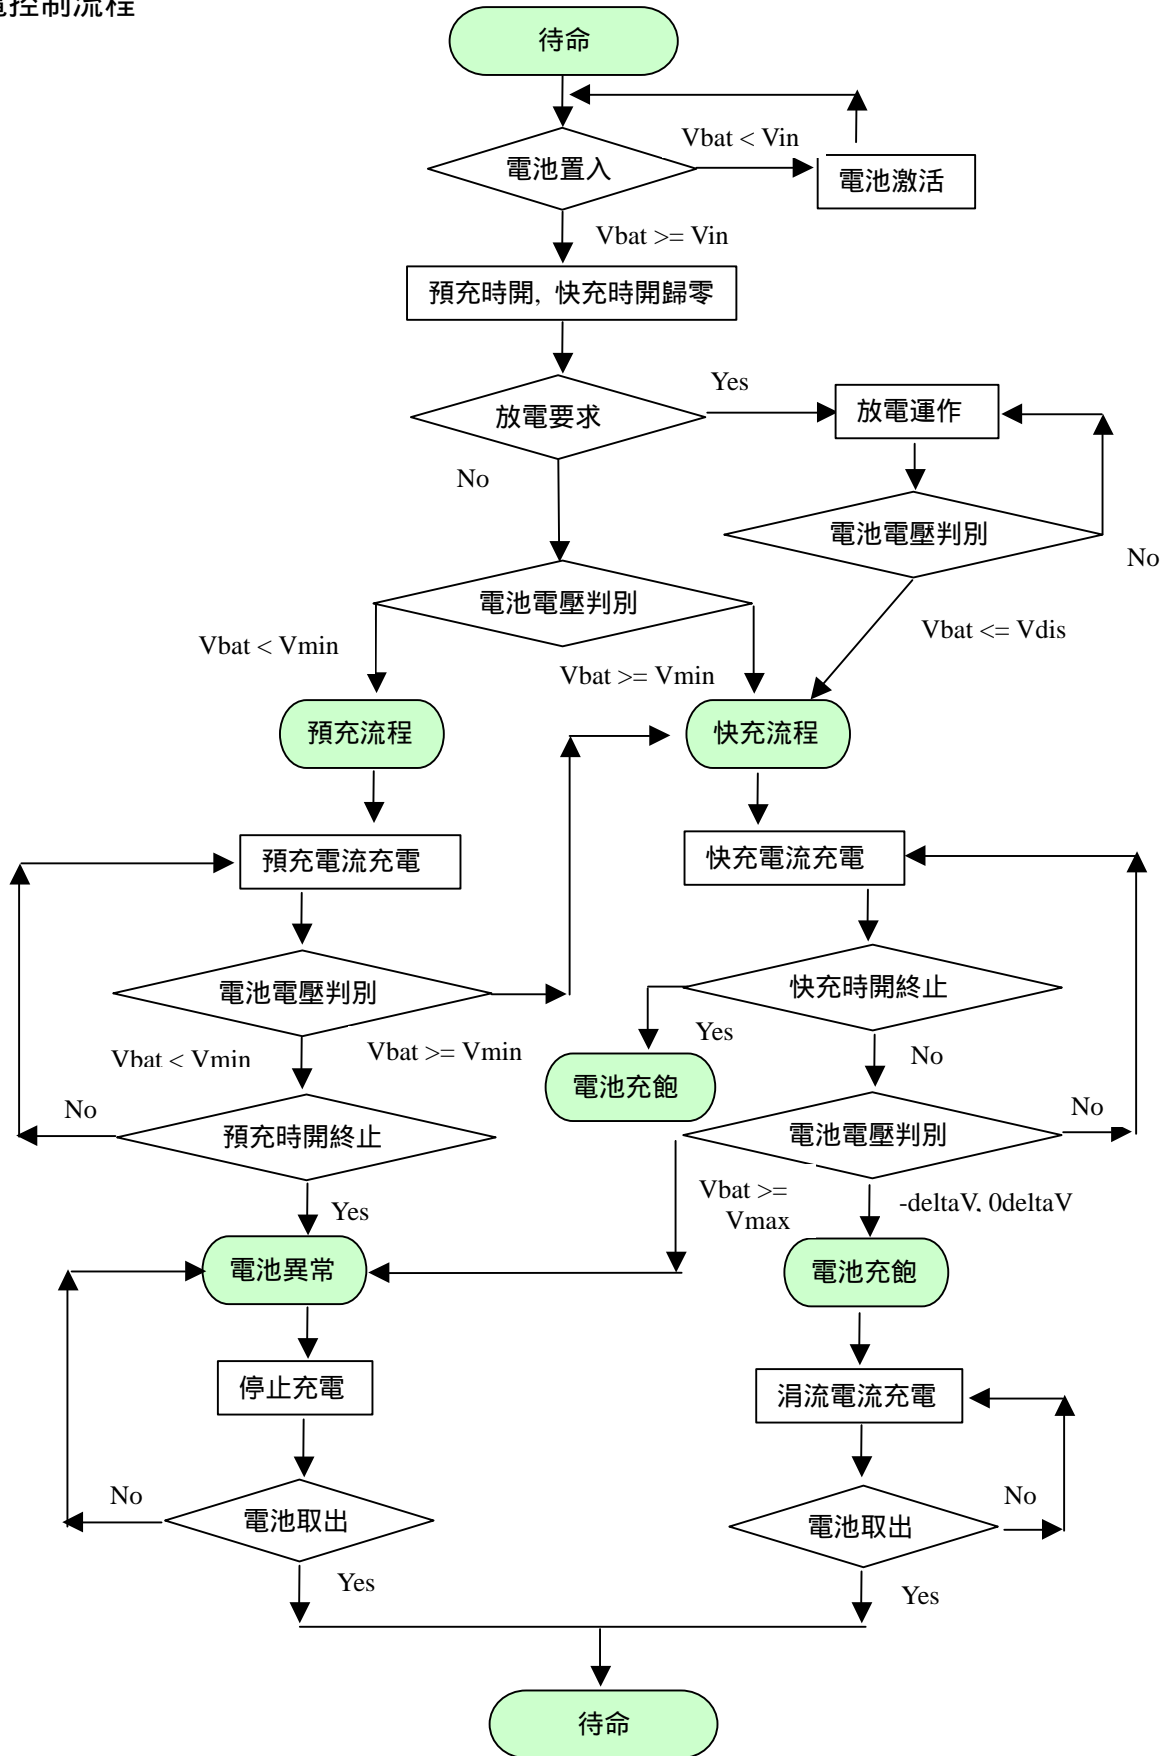 電控制流程
待命
Vbat < Vin
電池置入
電池激活
Vbat >= Vin
預充時開, 快充時開歸零
Yes
放電要求
放電運作
No
電池電壓判別
No
電池電壓判別
Vbat < Vmin
Vbat <= Vdis
Vbat >= Vmin
預充流程
快充流程
預充電流充電
快充電流充電
電池電壓判別
快充時開終止
Vbat < Vmin
Vbat >= Vmin
Yes
No
電池充飽
No
預充時開終止
電池電壓判別
No
Yes
Vbat >=
Vmax
-deltaV, 0deltaV
電池異常
電池充飽
停止充電
涓流電流充電
No
電池取出
No
電池取出
Yes
Yes
待命